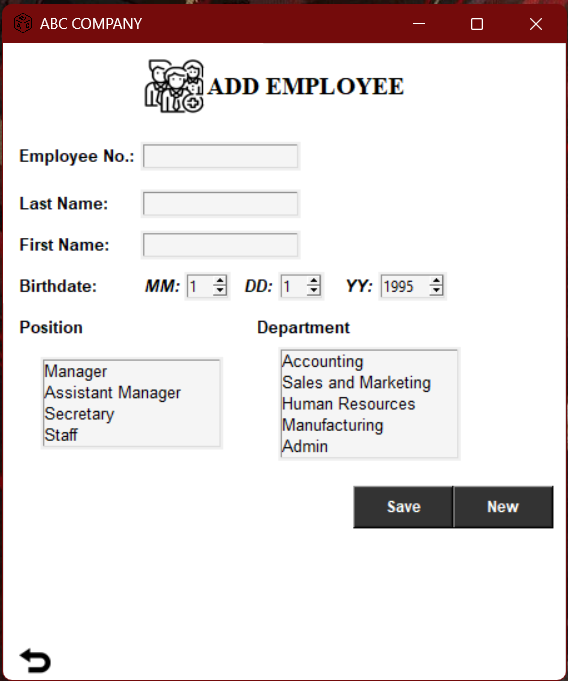 ABC COMPANY
ADD EMPLOYEE
Employee No.:
Last Name:
First Name:
Birthdate: MM: 1 DD: 1 YY: 1995
Position Department
Manager
Assistant Manager
Secretary
Staff
Accounting
Sales and Marketing
Human Resources
Manufacturing
Admin
Save New